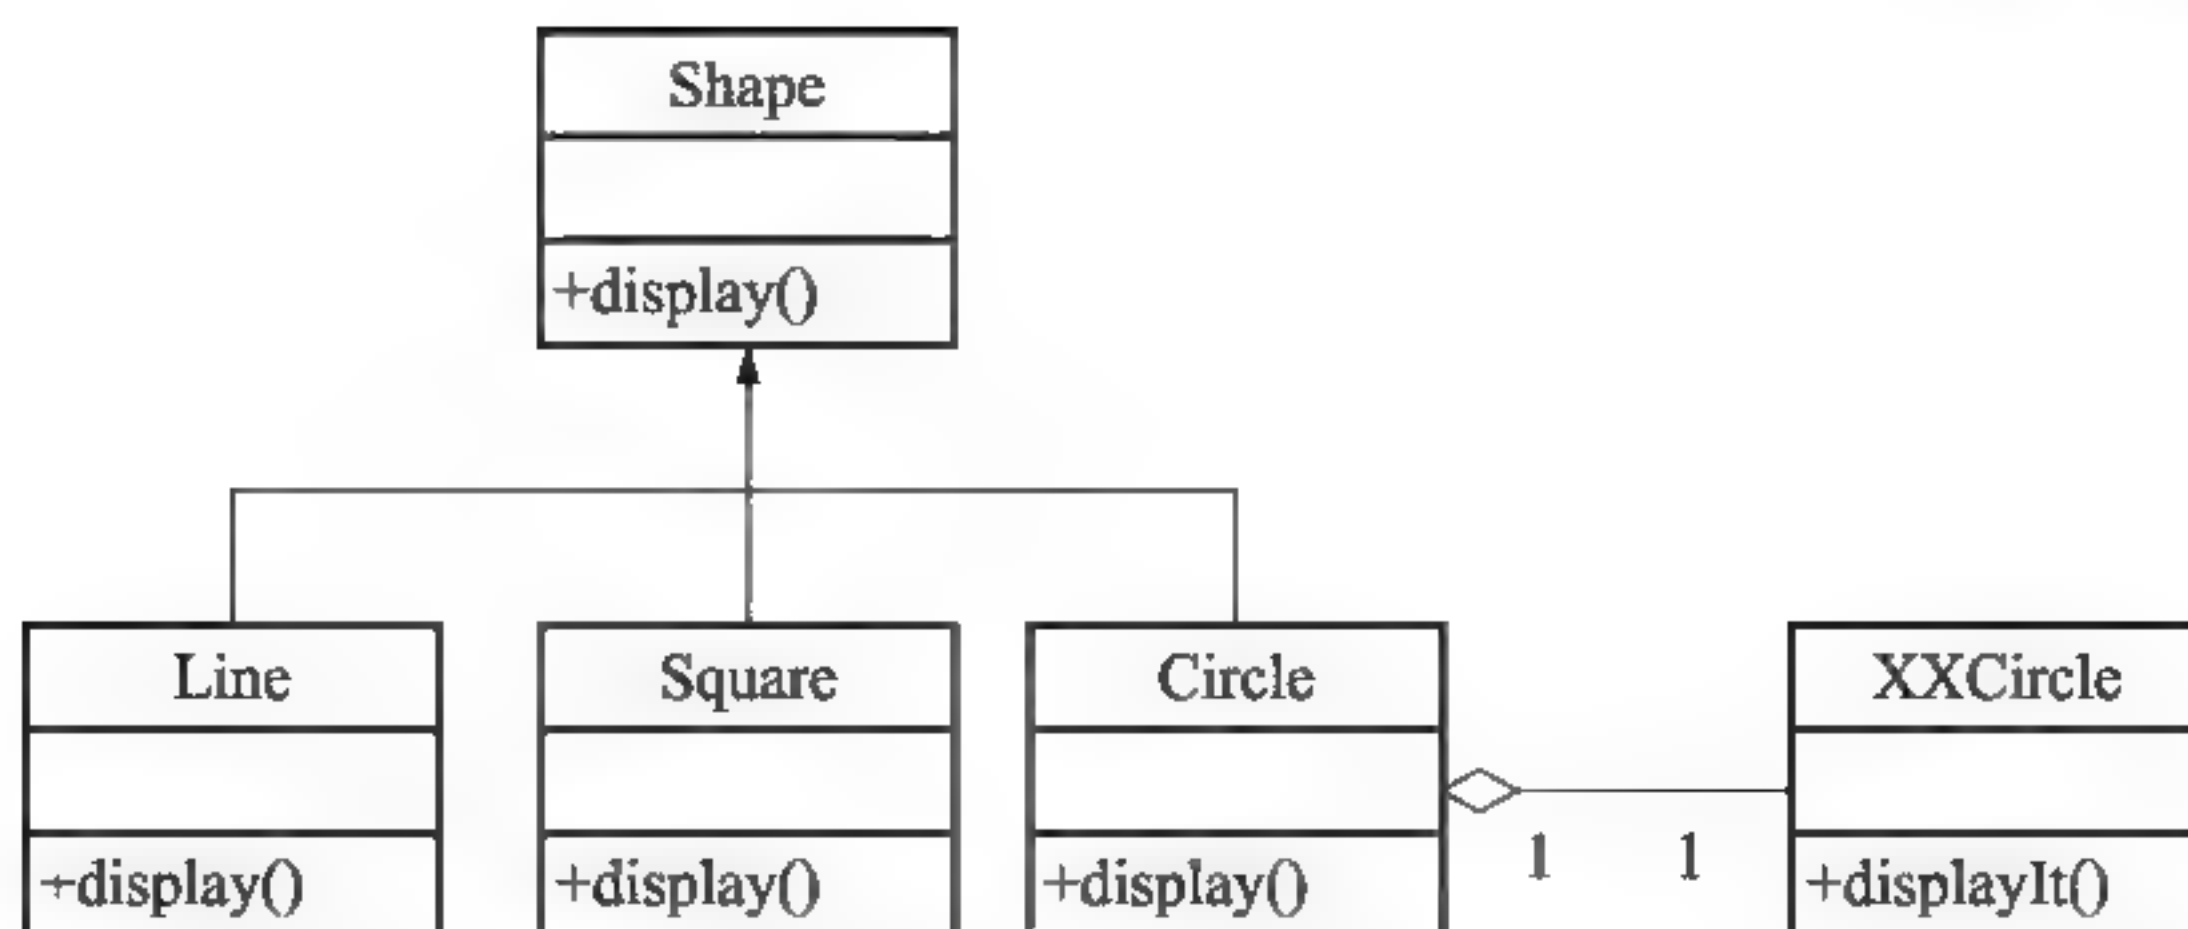 Shape
+display()
Line
Square
Circle
XXCircle
1
1
+display()
+display()
+display()
+displayIt()